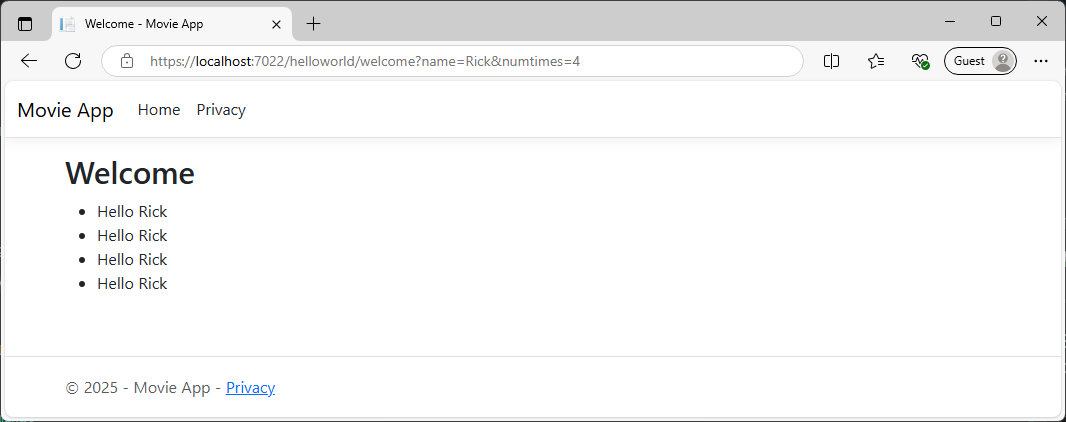 Welcome - Movie App
https://localhost:7022/helloworld/welcome?name=Rick&numtimes=4
Guest
Movie App Home Privacy
Welcome
• Hello Rick
• Hello Rick
• Hello Rick
• Hello Rick
© 2025 - Movie App - Privacy